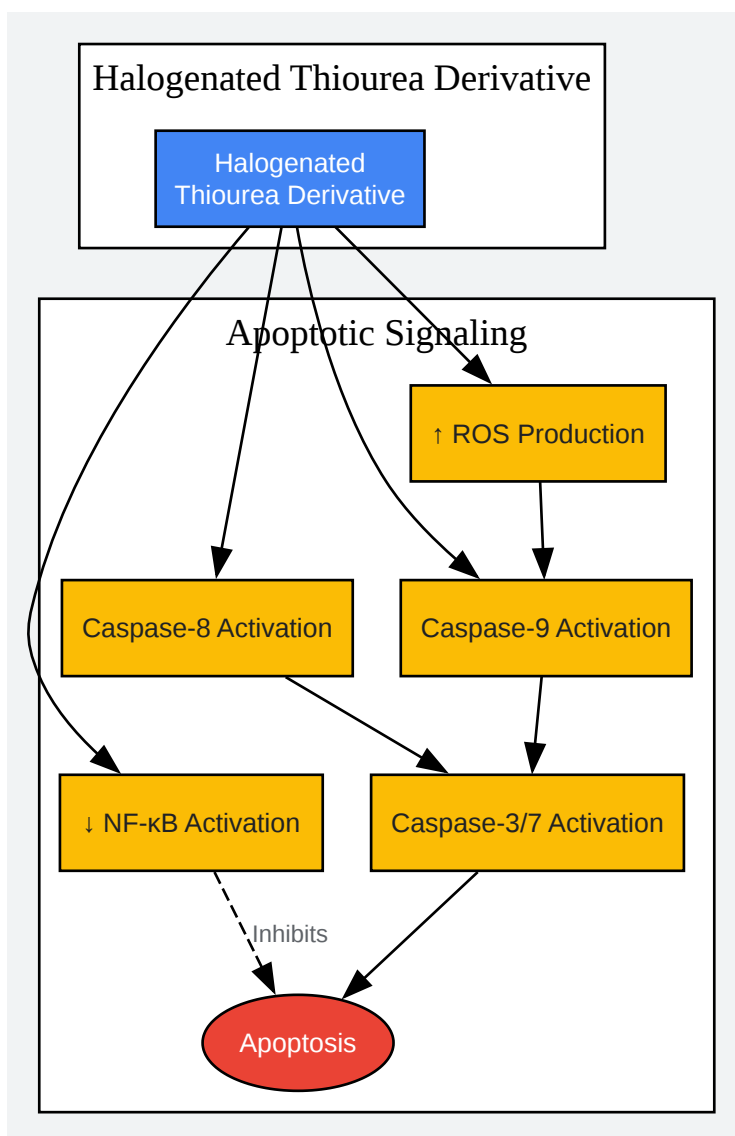 Halogenated Thiourea Derivative
Halogenated
Thiourea Derivative
Apoptotic Signaling
↑ ROS Production
Caspase-8 Activation
Caspase-9 Activation
↓ NF-κB Activation
Caspase-3/7 Activation
Inhibits
Apoptosis